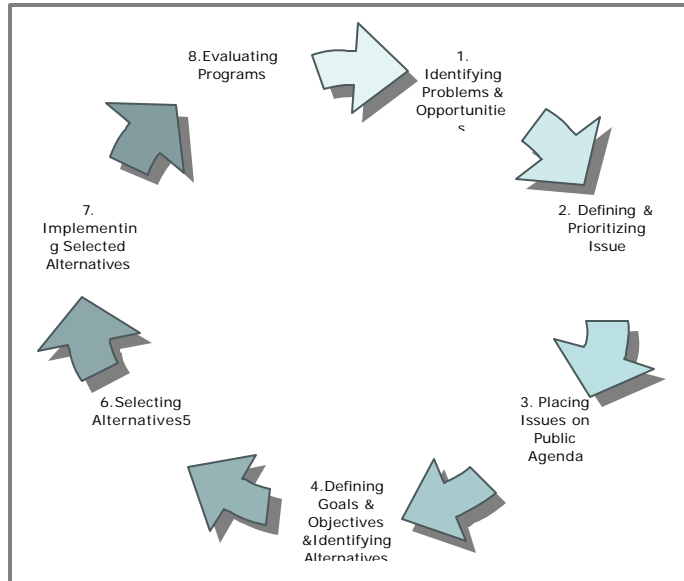 1.
Identifying
Problems &
Opportunitie
s
2. Defining &
Prioritizing
Issue
3. Placing
Issues on
Public
Agenda
4.Defining
Goals &
Objectives
&Identifying
Alternatives
6.Selecting
Alternatives5
7.
Implementin
g Selected
Alternatives
8.Evaluating
Programs